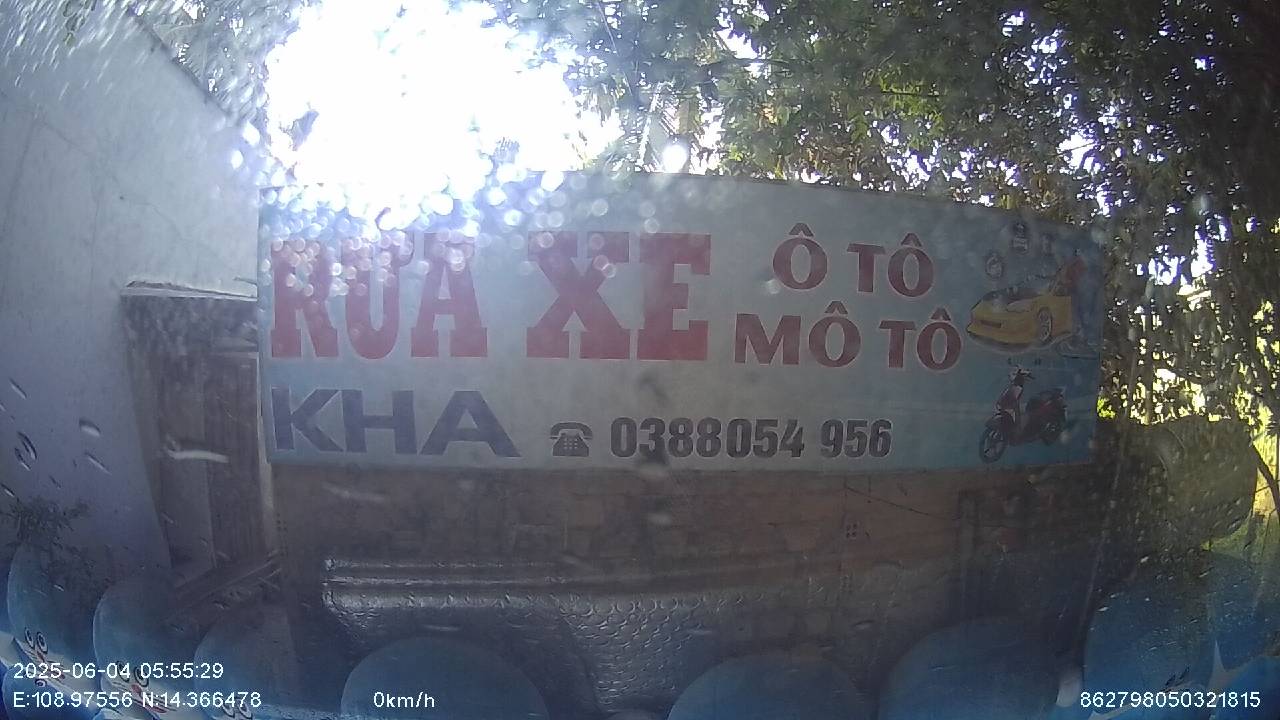 RỬA XE Ô TÔ
MÔ TÔ
KHA ☎ 0388054 956
2025-06-04 05:55:29
E:108.97556 N:14.366478 0km/h 862798050321815